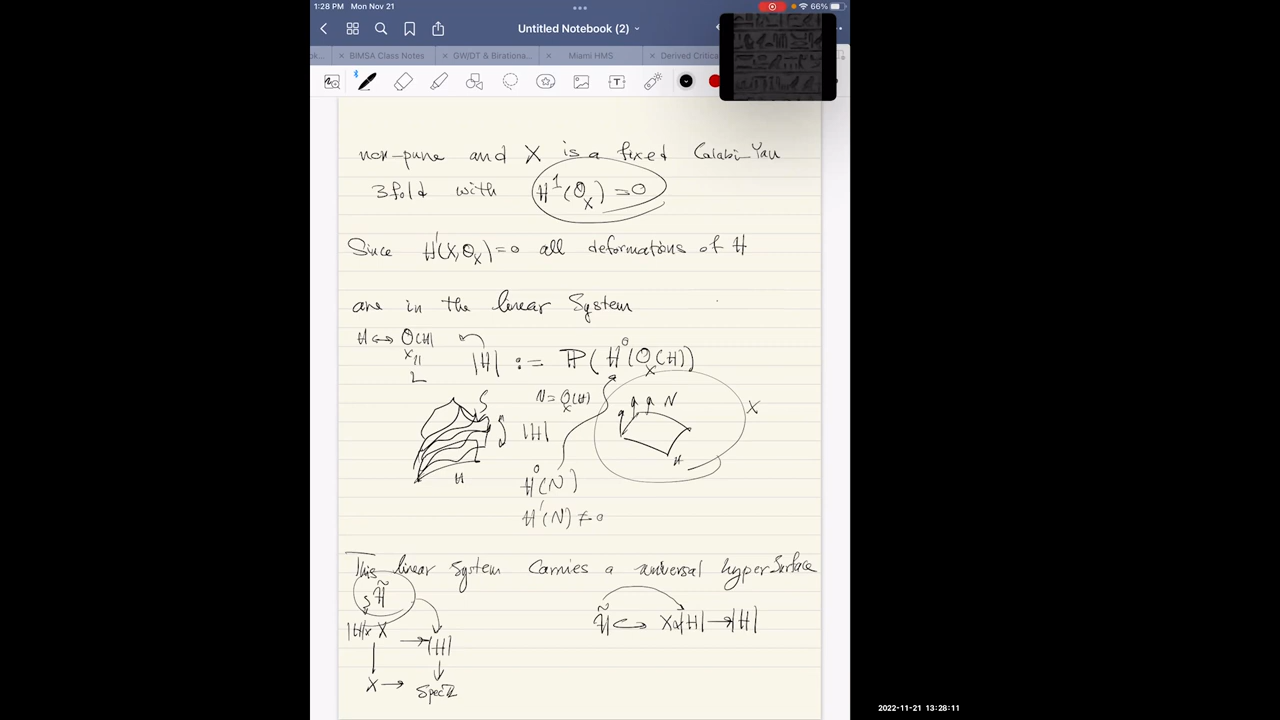 1:28 PM Mon Nov 21
66%
Untitled Notebook (2)
BIMSA Class Notes
GW/DT & Birationa...
Miami HMS
Derived Critica
non-pure and X is a fixed Calabi-Yau
3fold with H¹(O_X) = 0
Since H¹(X, O_X) = 0 all deformations of H
are in the linear System
H ↔ O_X(H)
L
|H| := P(H⁰(O_X(H))
N = O_X(H)
S
|H|
H
N
X
H
H⁰(N)
H¹(N) ≠ 0
This linear system carries a universal hyperSurface
H̃
|H| × X → |H|
X → Spec
H̃ ↪ X × |H| → |H|
2022-11-21 13:28:11